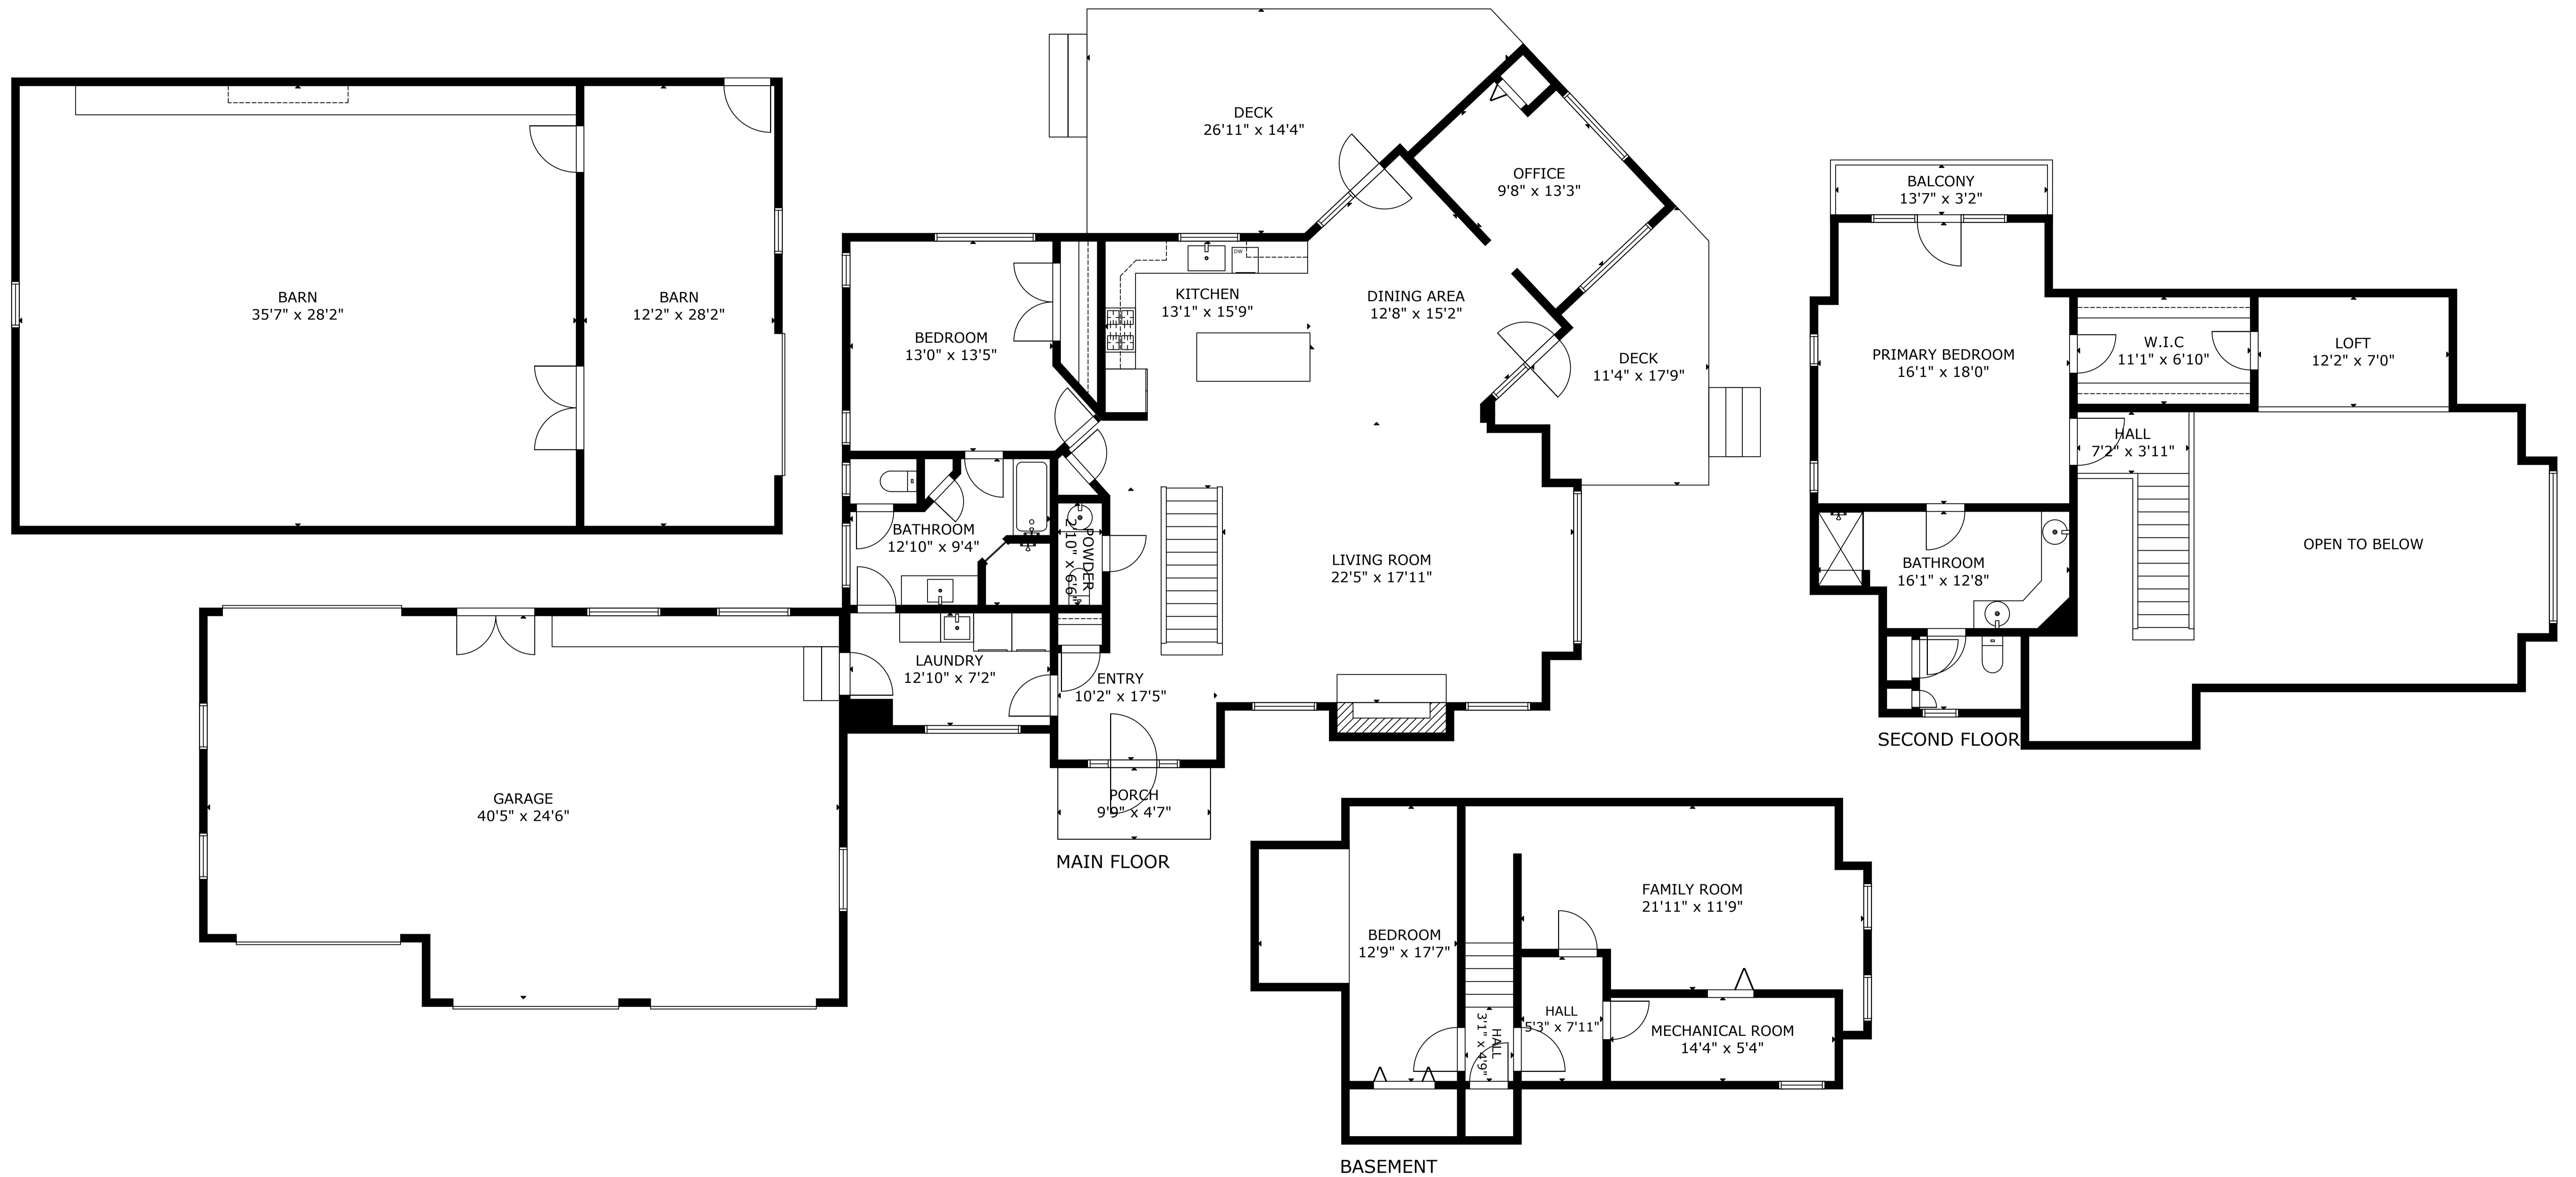 DECK
26'11" x 14'4"
OFFICE
9'8" x 13'3"
BALCONY
13'7" x 3'2"
BARN
35'7" x 28'2"
BARN
12'2" x 28'2"
DW
KITCHEN
13'1" x 15'9"
DINING AREA
12'8" x 15'2"
BEDROOM
13'0" x 13'5"
DECK
11'4" x 17'9"
PRIMARY BEDROOM
16'1" x 18'0"
W.I.C
11'1" x 6'10"
LOFT
12'2" x 7'0"
HALL
7'2" x 3'11"
BATHROOM
12'10" x 9'4"
POWDER
2'10" x 6'6"
LIVING ROOM
22'5" x 17'11"
BATHROOM
16'1" x 12'8"
OPEN TO BELOW
LAUNDRY
12'10" x 7'2"
ENTRY
10'2" x 17'5"
SECOND FLOOR
GARAGE
40'5" x 24'6"
PORCH
9'9" x 4'7"
MAIN FLOOR
FAMILY ROOM
21'11" x 11'9"
BEDROOM
12'9" x 17'7"
HALL
3'1" x 4'9"
HALL
5'3" x 7'11"
MECHANICAL ROOM
14'4" x 5'4"
BASEMENT